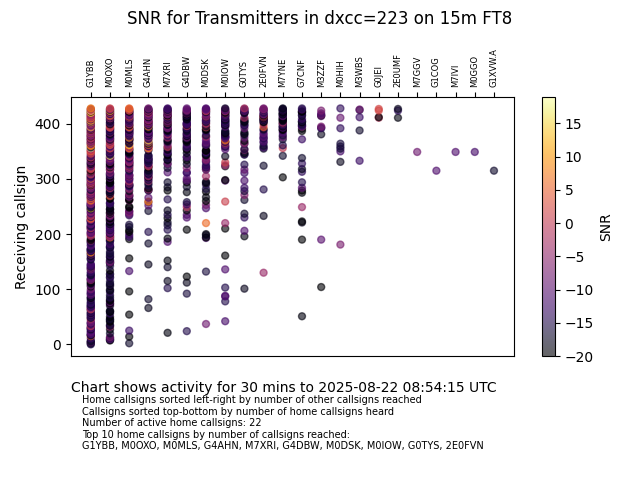 SNR for Transmitters in dxcc=223 on 15m FT8
G1YBB
M0OXO
M0MLS
G4AHN
M7XRI
G4DBW
M0DSK
M0IOW
G0TYS
2E0FVN
M7YNE
G7CNF
M3ZZF
M0HIH
M3WBS
G0JEI
2E0UMF
M7GGV
G1COG
M7IVI
M0GGO
G1XVW.A
400
300
200
100
0
Receiving callsign
15
10
5
0
−5
−10
−15
−20
SNR
Chart shows activity for 30 mins to 2025-08-22 08:54:15 UTC
Home callsigns sorted left-right by number of other callsigns reached
Callsigns sorted top-bottom by number of home callsigns heard
Number of active home callsigns: 22
Top 10 home callsigns by number of callsigns reached:
G1YBB, M0OXO, M0MLS, G4AHN, M7XRI, G4DBW, M0DSK, M0IOW, G0TYS, 2E0FVN